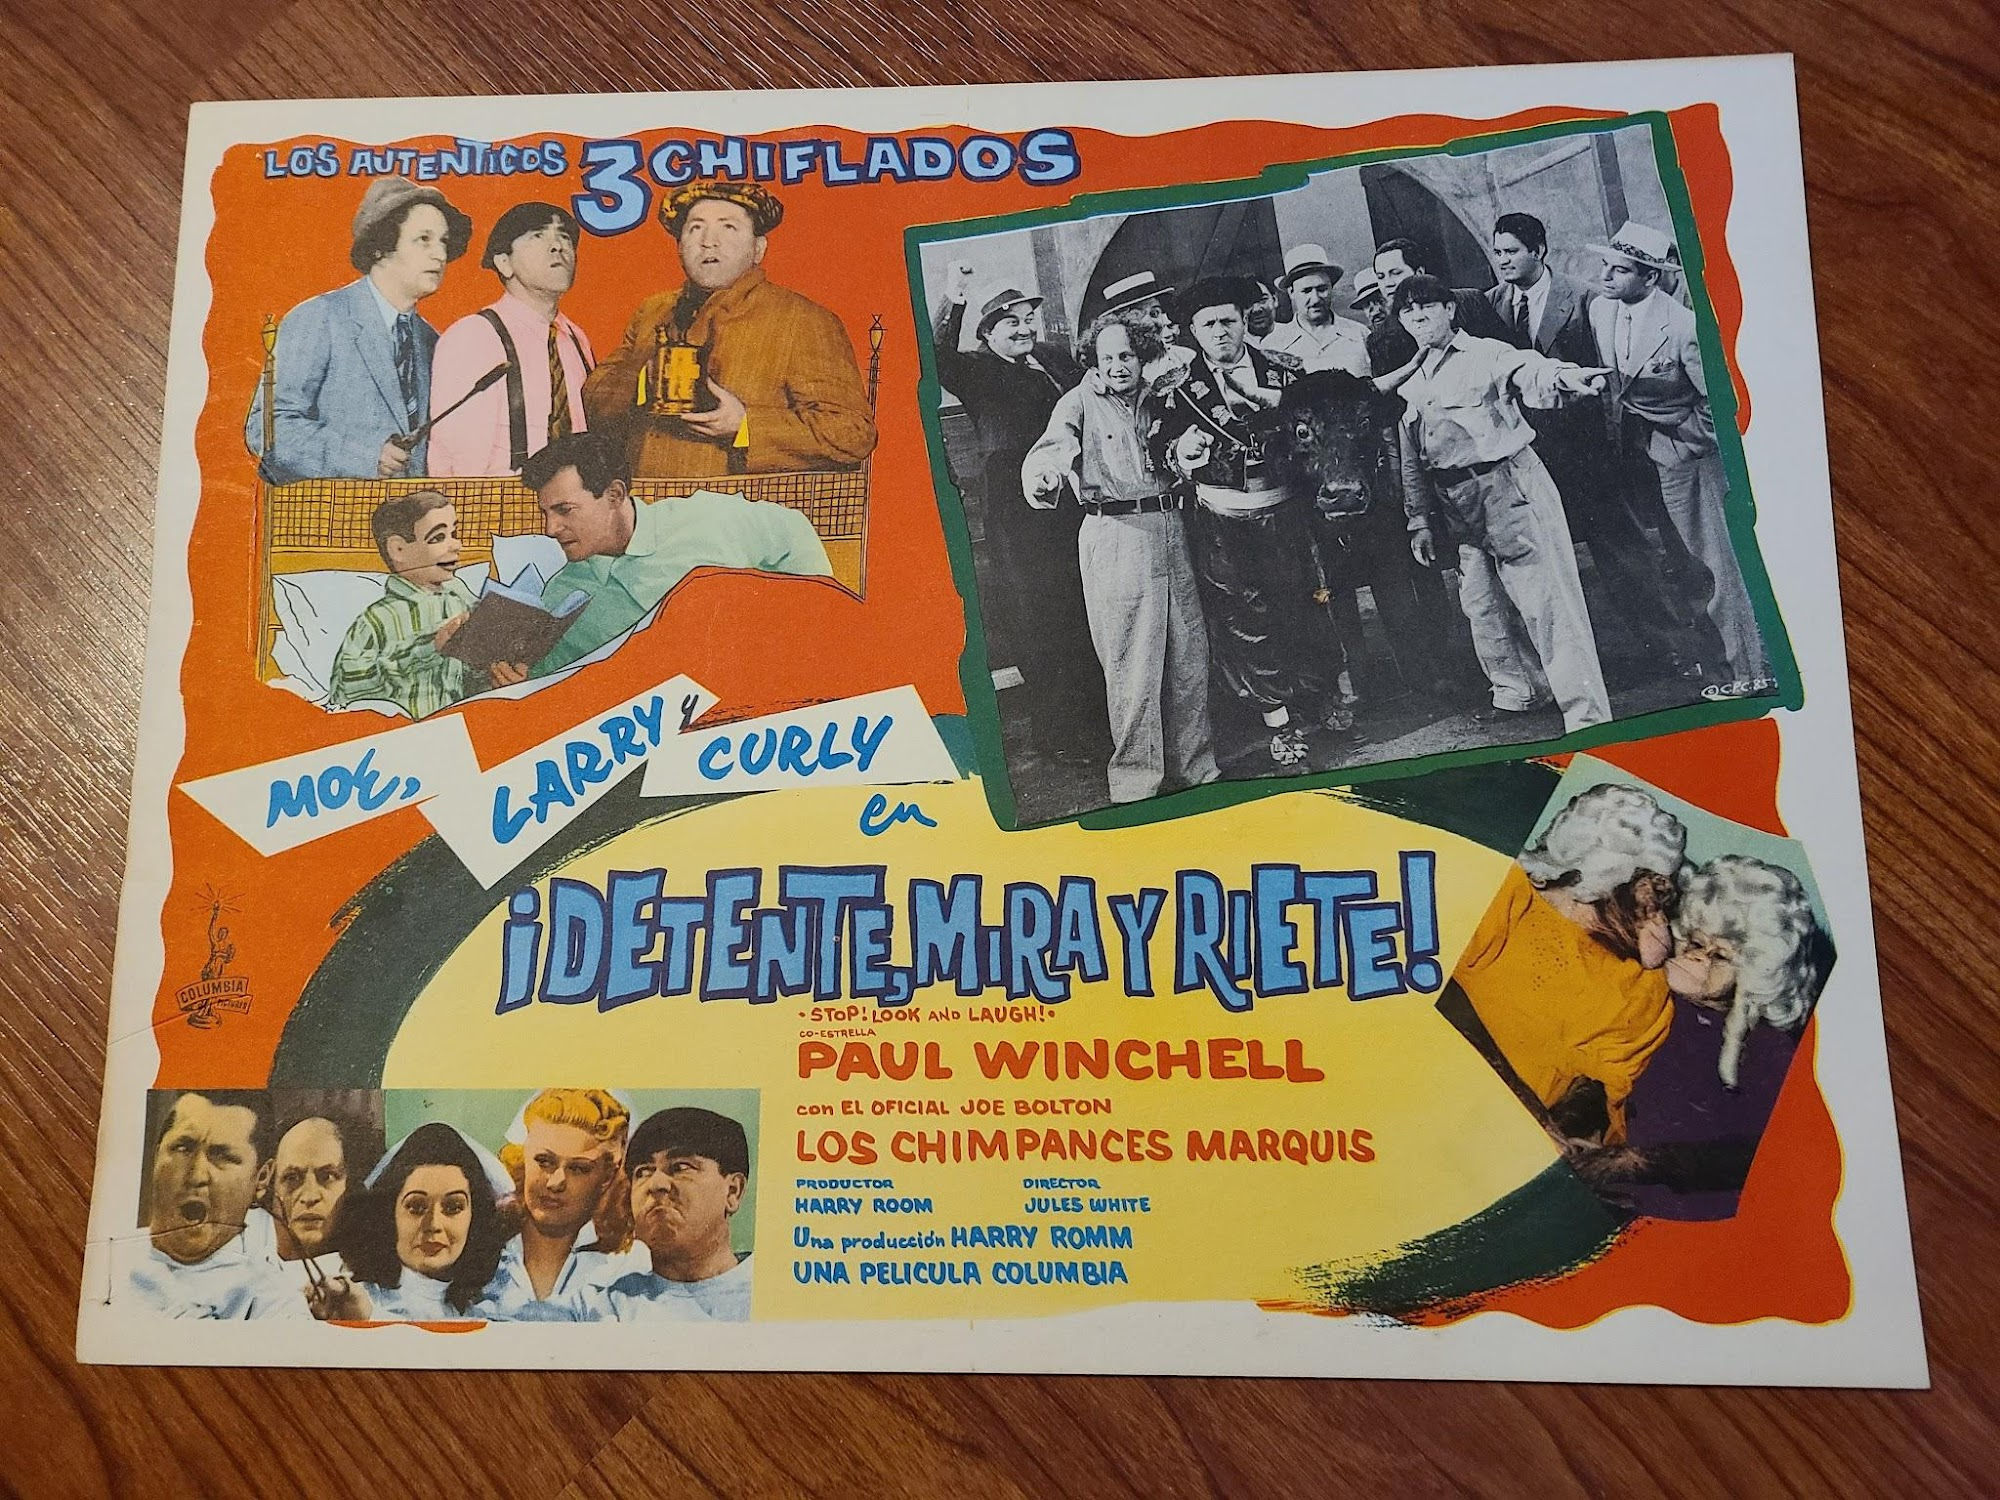 LOS AUTENTICOS 3 CHIFLADOS
MOE,
LARRY y
CURLY
en
¡DETENTE, MIRA Y RIETE!
• STOP! LOOK AND LAUGH! •
CO-ESTRELLA
PAUL WINCHELL
con EL OFICIAL JOE BOLTON
LOS CHIMPANCES MARQUIS
PRODUCTOR
HARRY ROOM
DIRECTOR
JULES WHITE
Una producción HARRY ROMM
UNA PELICULA COLUMBIA
COLUMBIA
PICTURES